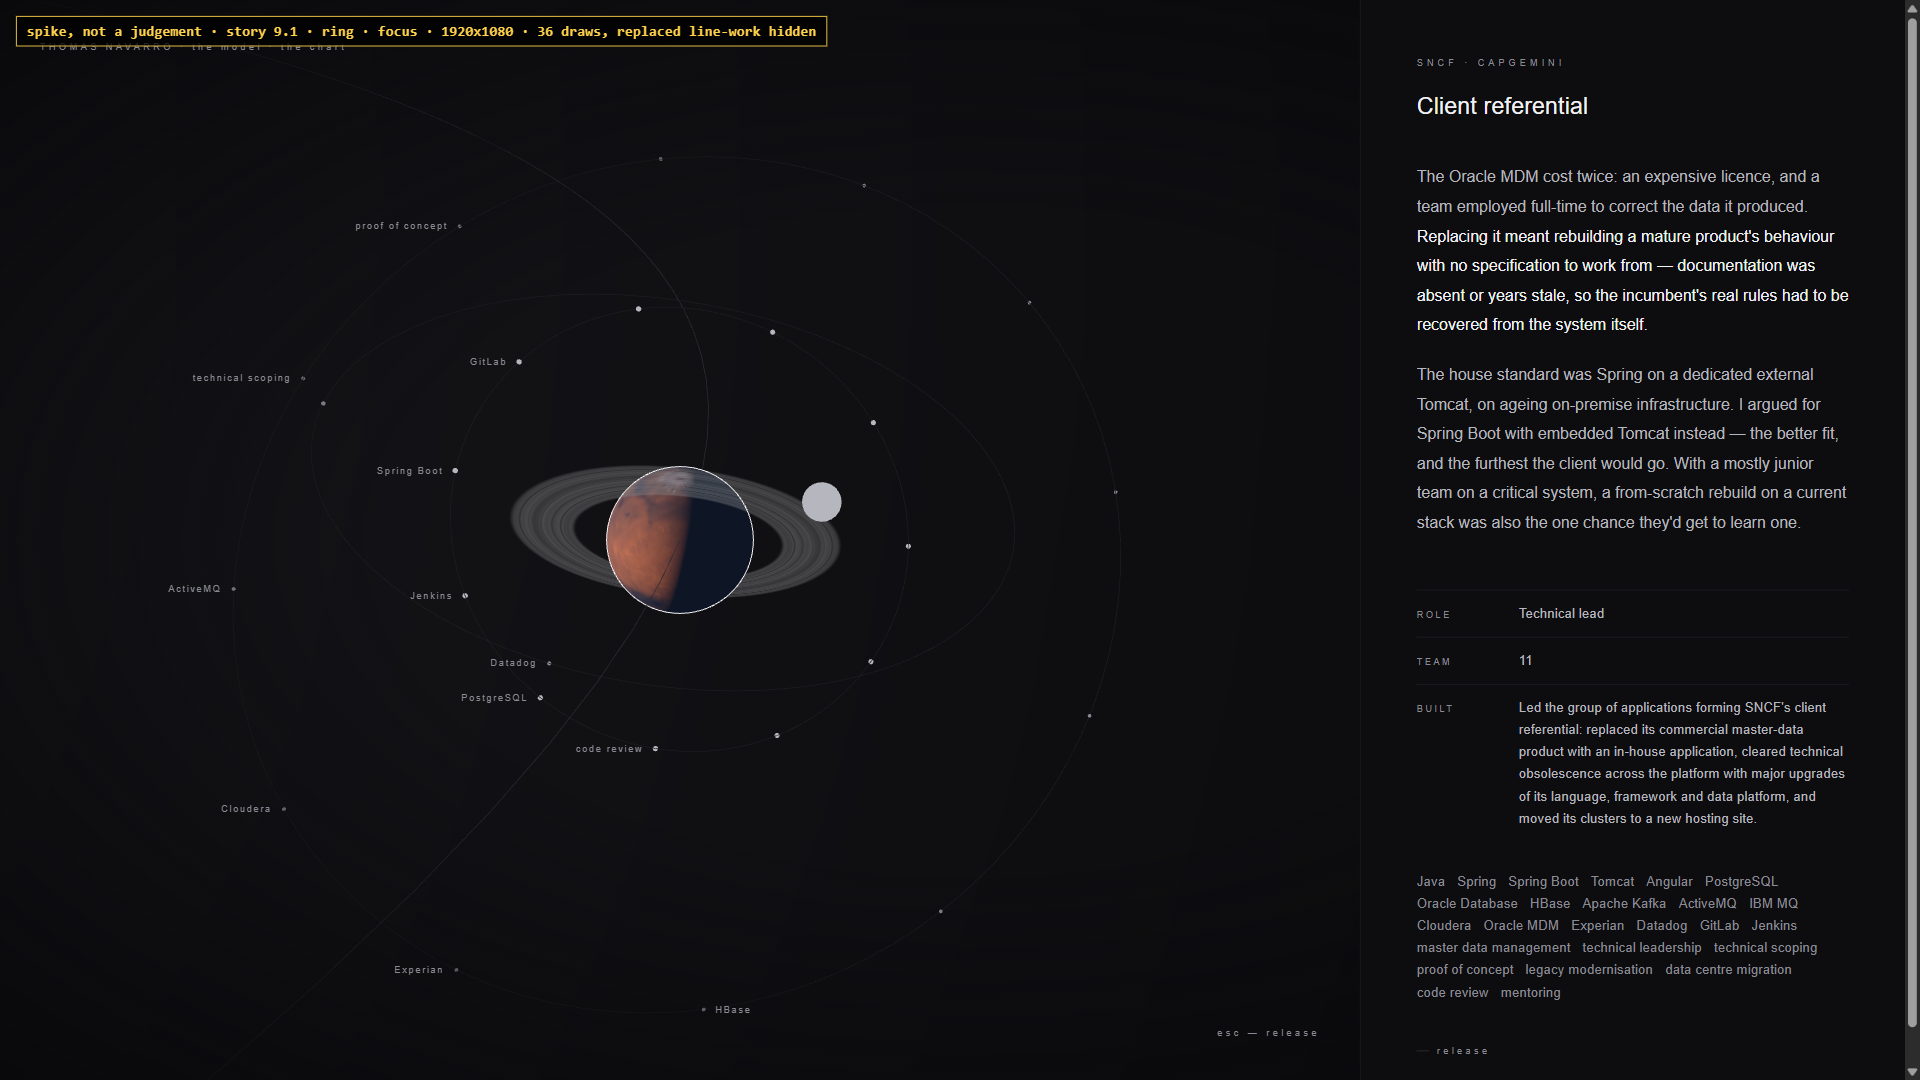 spike, not a judgement · story 9.1 · ring · focus · 1920x1080 · 36 draws, replaced line-work hidden
THOMAS NAVARRO · the model · the chart
proof of concept
GitLab
technical scoping
Spring Boot
ActiveMQ
Jenkins
Datadog
PostgreSQL
code review
Cloudera
Experian
HBase
esc — release
SNCF · CAPGEMINI
Client referential
The Oracle MDM cost twice: an expensive licence, and a
team employed full-time to correct the data it produced.
Replacing it meant rebuilding a mature product's behaviour
with no specification to work from — documentation was
absent or years stale, so the incumbent's real rules had to be
recovered from the system itself.
The house standard was Spring on a dedicated external
Tomcat, on ageing on-premise infrastructure. I argued for
Spring Boot with embedded Tomcat instead — the better fit,
and the furthest the client would go. With a mostly junior
team on a critical system, a from-scratch rebuild on a current
stack was also the one chance they'd get to learn one.
ROLE Technical lead
TEAM 11
BUILT Led the group of applications forming SNCF's client
referential: replaced its commercial master-data
product with an in-house application, cleared technical
obsolescence across the platform with major upgrades
of its language, framework and data platform, and
moved its clusters to a new hosting site.
Java Spring Spring Boot Tomcat Angular PostgreSQL
Oracle Database HBase Apache Kafka ActiveMQ IBM MQ
Cloudera Oracle MDM Experian Datadog GitLab Jenkins
master data management technical leadership technical scoping
proof of concept legacy modernisation data centre migration
code review mentoring
— release